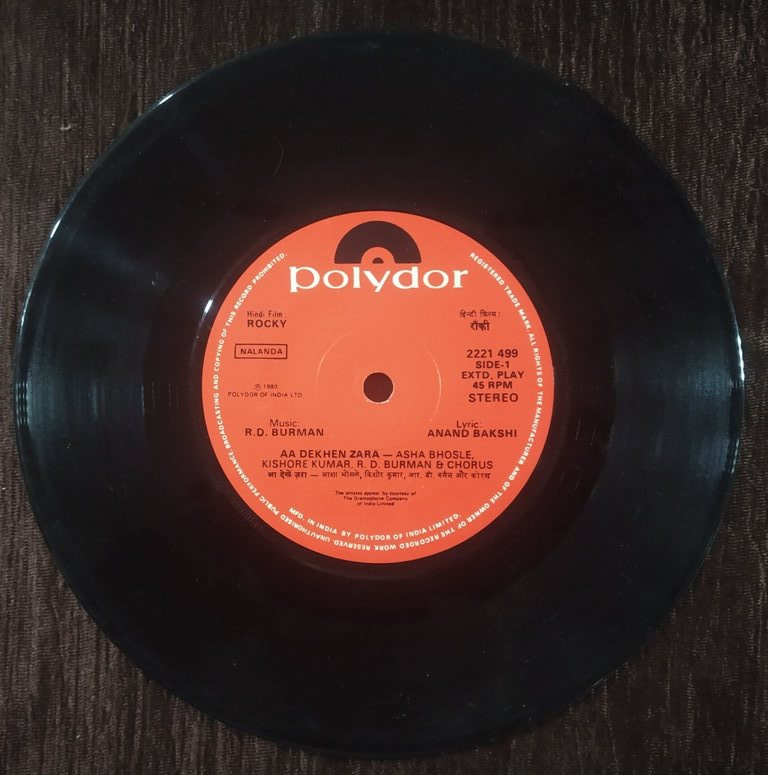 polydor
Hindi Film:
ROCKY
हिन्दी फिल्म:
रॉकी
NALANDA
2221 499
SIDE-1
EXTD. PLAY
45 RPM
STEREO
Ⓟ 1980
POLYDOR OF INDIA LTD
Music:
R.D. BURMAN
Lyric:
ANAND BAKSHI
AA DEKHEN ZARA — ASHA BHOSLE,
KISHORE KUMAR, R. D. BURMAN & CHORUS
आ देखें ज़रा — आशा भोंसले, किशोर कुमार, आर. डी. बर्मन और कोरस
The artistes appear by courtesy of
The Gramophone Company
of India Limited
MFD. IN INDIA BY POLYDOR OF INDIA LIMITED.
REGISTERED TRADE MARK. ALL RIGHTS OF THE MANUFACTURER AND OF THE OWNER OF THE RECORDED WORK RESERVED. UNAUTHORISED PUBLIC PERFORMANCE, BROADCASTING AND COPYING OF THIS RECORD PROHIBITED.